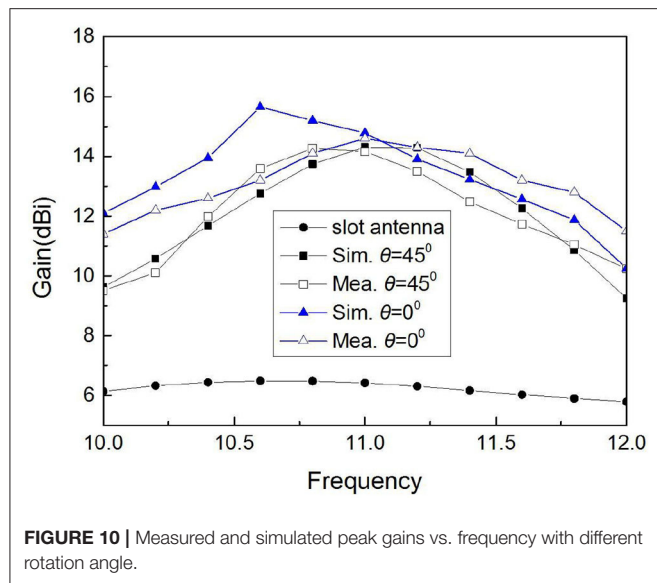 18
16
14
12
10
8
6
Gain(dBi)
slot antenna
Sim. θ=45⁰
Mea. θ=45⁰
Sim. θ=0⁰
Mea. θ=0⁰
10.0 10.5 11.0 11.5 12.0
Frequency
FIGURE 10 | Measured and simulated peak gains vs. frequency with different
rotation angle.